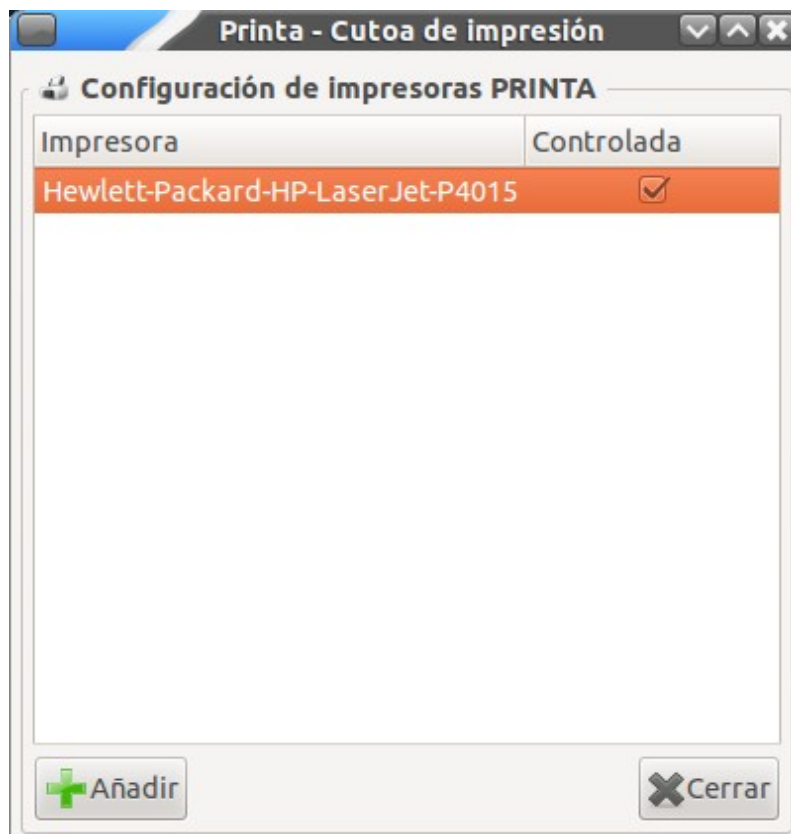 Printa - Cutoa de impresión
Configuración de impresoras PRINTA
Impresora Controlada
Hewlett-Packard-HP-LaserJet-P4015
Añadir Cerrar